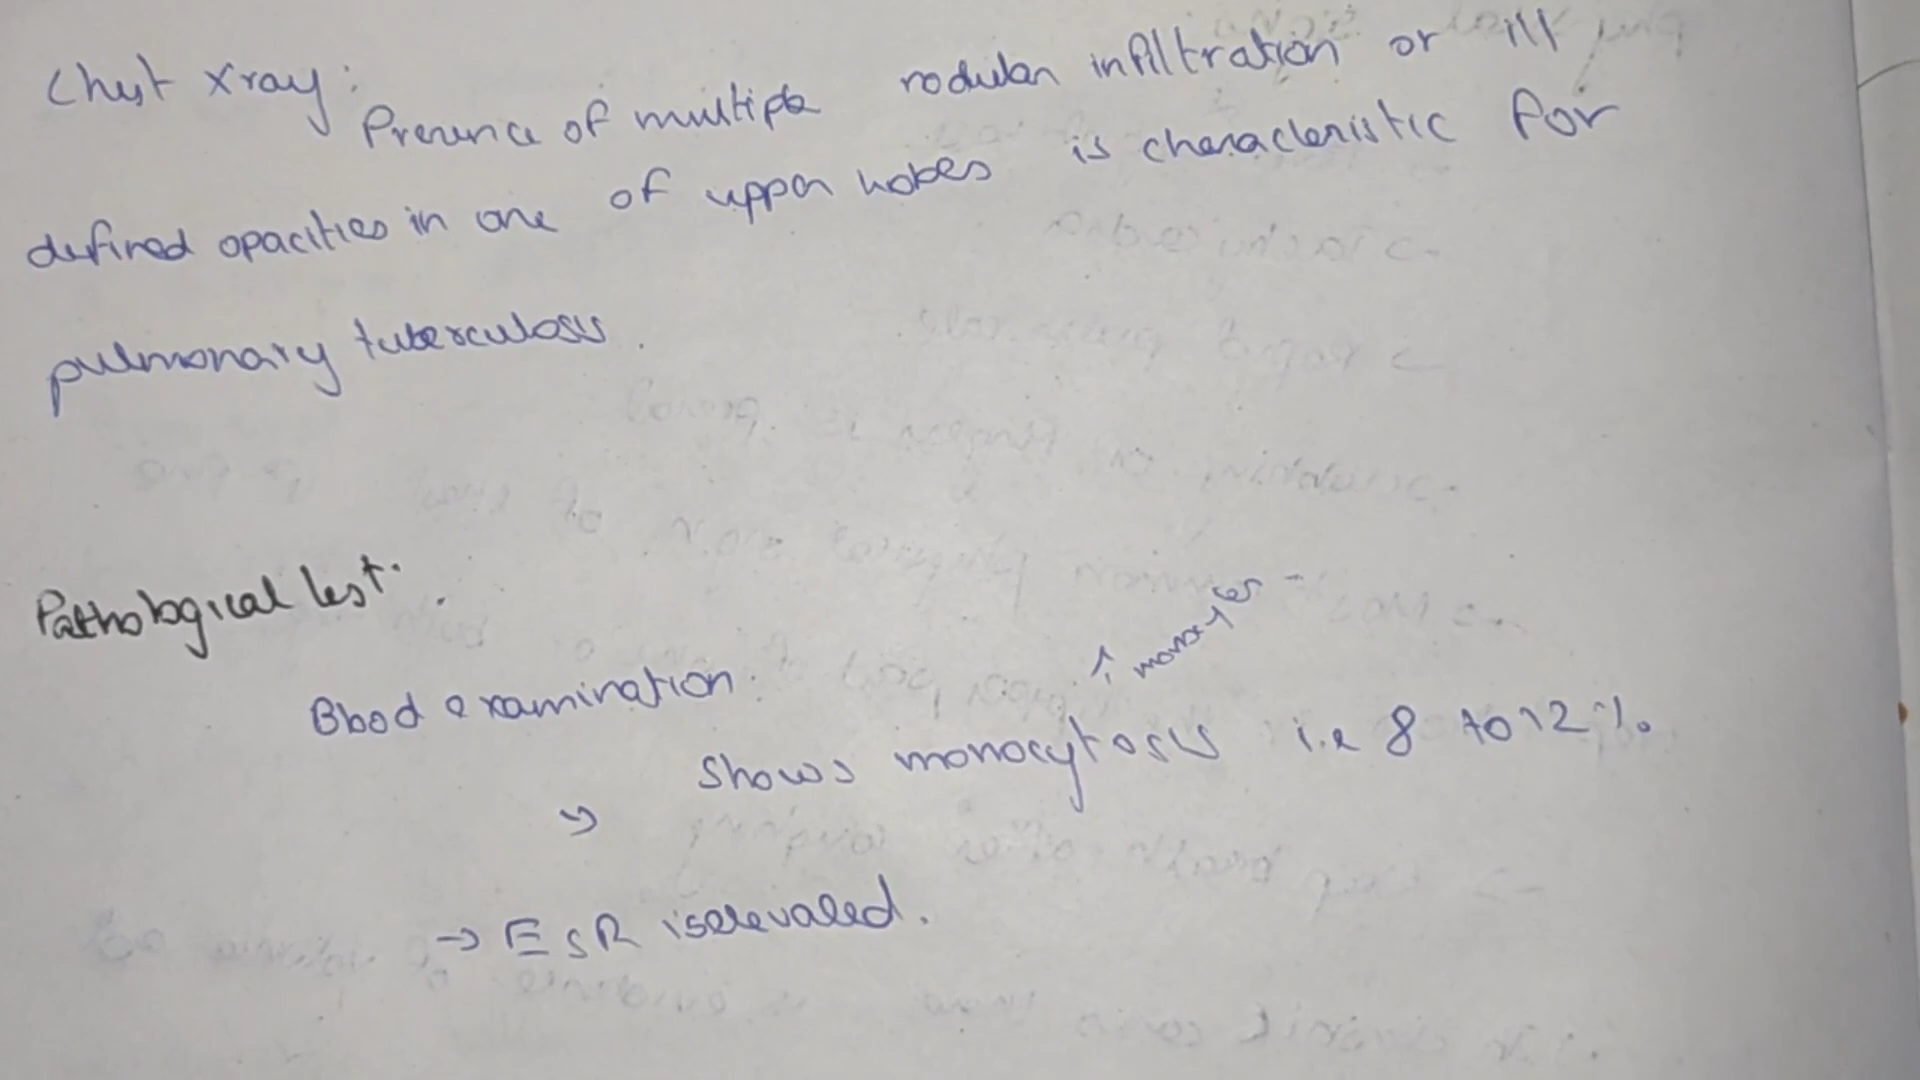 Chest xray:
Presence of multiple nodular infiltration or ill
defined opacities in one of upper lobes is characteristic for
pulmonary tuberculosis.
Pathological test.
Blood examination:
↑ monocytes -
shows monocytosis i.e 8 to 12 %.
→ ESR is elevated.